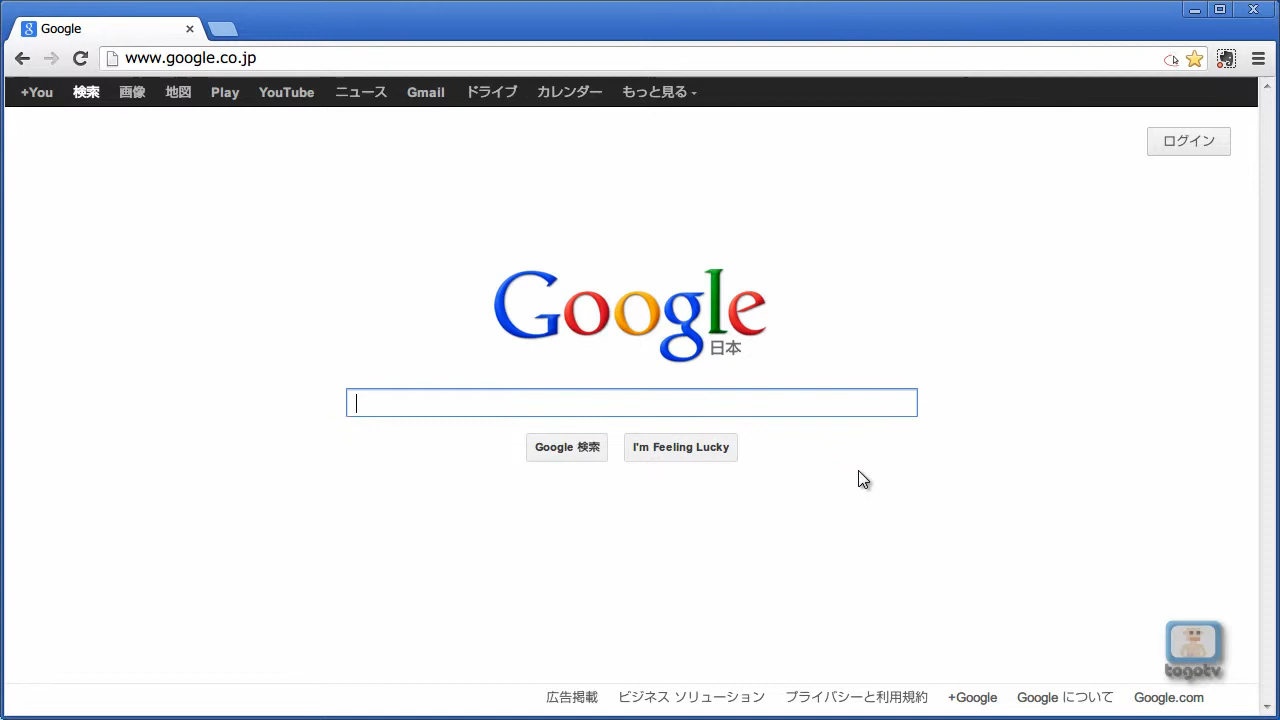 Google
www.google.co.jp
+You 検索 画像 地図 Play YouTube ニュース Gmail ドライブ カレンダー もっと見る
ログイン
Google
日本
Google 検索 I'm Feeling Lucky
togotv
広告掲載 ビジネス ソリューション プライバシーと利用規約 +Google Google について Google.com